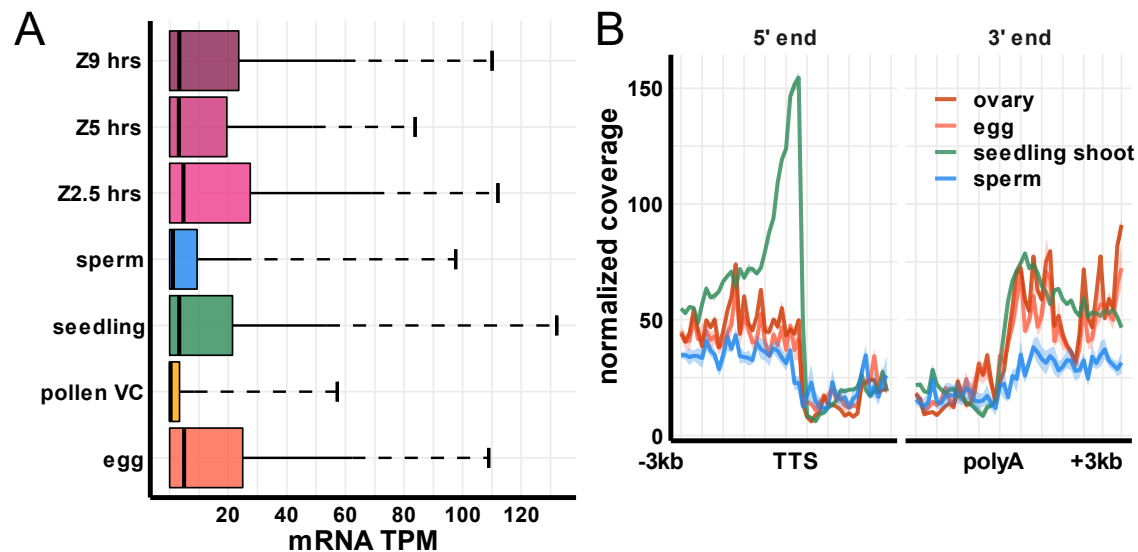 A
Z9 hrs
Z5 hrs
Z2.5 hrs
sperm
seedling
pollen VC
egg
20 40 60 80 100 120
mRNA TPM
B
5' end 3' end
normalized coverage
150
100
50
0
ovary
egg
seedling shoot
sperm
-3kb TTS polyA +3kb